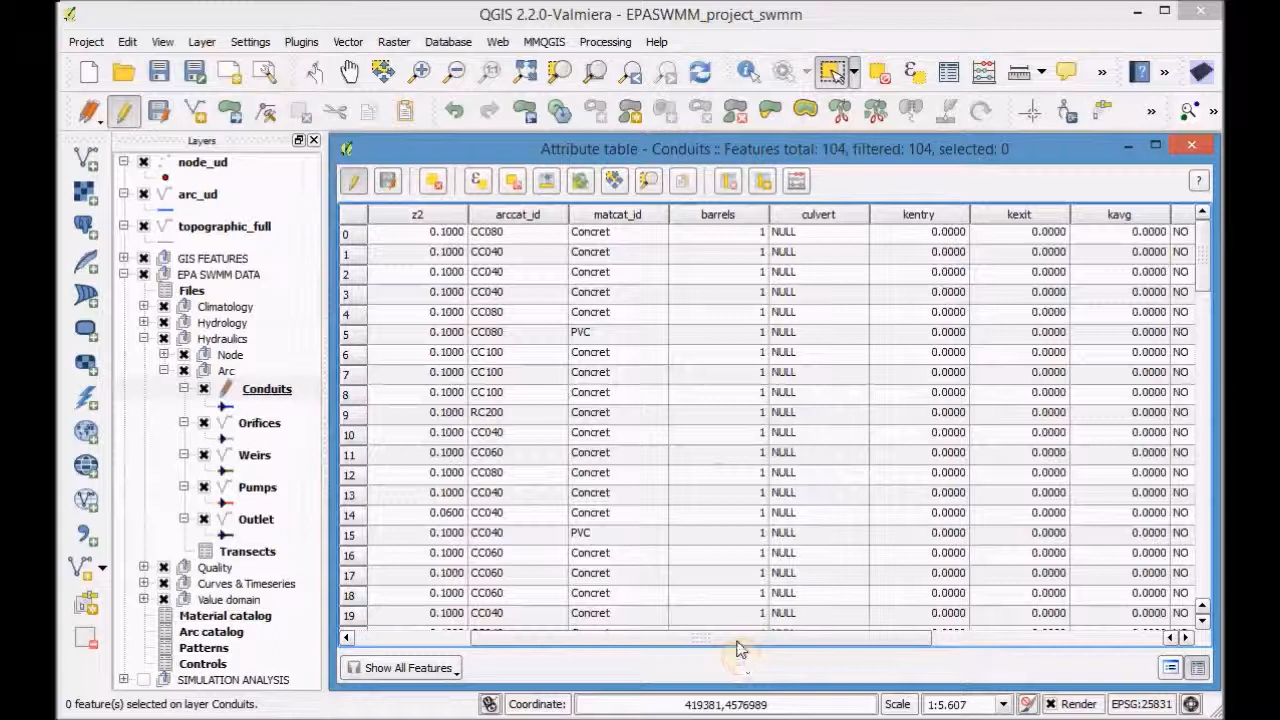 QGIS 2.2.0-Valmiera - EPASWMM_project_swmm
Project Edit View Layer Settings Plugins Vector Raster Database Web MMQGIS Processing Help
Layers
node_ud
arc_ud
topographic_full
GIS FEATURES
EPA SWMM DATA
Files
Climatology
Hydrology
Hydraulics
Node
Arc
Conduits
Orifices
Weirs
Pumps
Outlet
Transects
Quality
Curves & Timeseries
Value domain
Material catalog
Arc catalog
Patterns
Controls
SIMULATION ANALYSIS
Attribute table - Conduits :: Features total: 104, filtered: 104, selected: 0
?
z2 arccat_id matcat_id barrels culvert kentry kexit kavg
0 0.1000 CC080 Concret 1 NULL 0.0000 0.0000 0.0000 NO
1 0.1000 CC040 Concret 1 NULL 0.0000 0.0000 0.0000 NO
2 0.1000 CC040 Concret 1 NULL 0.0000 0.0000 0.0000 NO
3 0.1000 CC040 Concret 1 NULL 0.0000 0.0000 0.0000 NO
4 0.1000 CC080 Concret 1 NULL 0.0000 0.0000 0.0000 NO
5 0.1000 CC080 PVC 1 NULL 0.0000 0.0000 0.0000 NO
6 0.1000 CC100 Concret 1 NULL 0.0000 0.0000 0.0000 NO
7 0.1000 CC100 Concret 1 NULL 0.0000 0.0000 0.0000 NO
8 0.1000 CC100 Concret 1 NULL 0.0000 0.0000 0.0000 NO
9 0.1000 RC200 Concret 1 NULL 0.0000 0.0000 0.0000 NO
10 0.1000 CC040 Concret 1 NULL 0.0000 0.0000 0.0000 NO
11 0.1000 CC060 Concret 1 NULL 0.0000 0.0000 0.0000 NO
12 0.1000 CC080 Concret 1 NULL 0.0000 0.0000 0.0000 NO
13 0.1000 CC040 Concret 1 NULL 0.0000 0.0000 0.0000 NO
14 0.0600 CC040 Concret 1 NULL 0.0000 0.0000 0.0000 NO
15 0.1000 CC040 PVC 1 NULL 0.0000 0.0000 0.0000 NO
16 0.1000 CC060 Concret 1 NULL 0.0000 0.0000 0.0000 NO
17 0.1000 CC060 Concret 1 NULL 0.0000 0.0000 0.0000 NO
18 0.1000 CC060 Concret 1 NULL 0.0000 0.0000 0.0000 NO
19 0.1000 CC040 Concret 1 NULL 0.0000 0.0000 0.0000 NO
Show All Features
0 feature(s) selected on layer Conduits. Coordinate: 419381,4576989 Scale 1:5.607 Render EPSG:25831